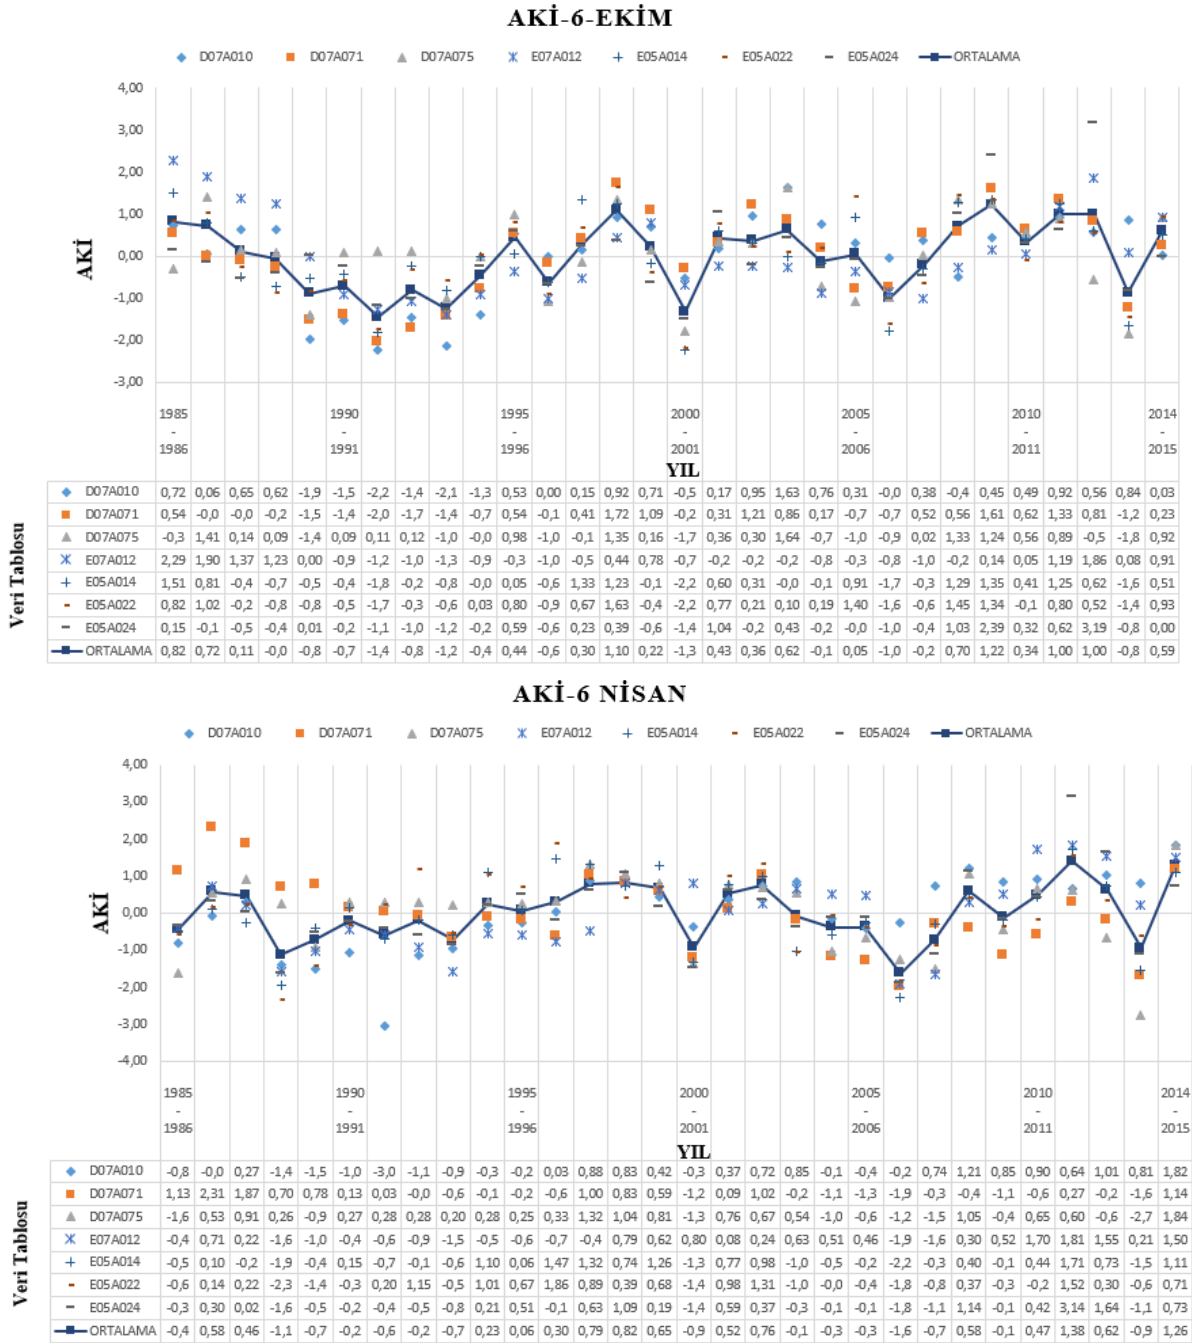 AKİ-6-EKİM
D07A010 D07A071 D07A075 E07A012 E05A014 E05A022 E05A024 ORTALAMA
4,00
3,00
2,00
1,00
0,00
-1,00
-2,00
-3,00
AKİ
1985 - 1986 1990 - 1991 1995 - 1996 2000 - 2001 2005 - 2006 2010 - 2011 2014 - 2015
YIL
Veri Tablosu
D07A010 0,72 0,06 0,65 0,62 -1,9 -1,5 -2,2 -1,4 -2,1 -1,3 0,53 0,00 0,15 0,92 0,71 -0,5 0,17 0,95 1,63 0,76 0,31 -0,0 0,38 -0,4 0,45 0,49 0,92 0,56 0,84 0,03
D07A071 0,54 -0,0 -0,0 -0,2 -1,5 -1,4 -2,0 -1,7 -1,4 -0,7 0,54 -0,1 0,41 1,72 1,09 -0,2 0,31 1,21 0,86 0,17 -0,7 -0,7 0,52 0,56 1,61 0,62 1,33 0,81 -1,2 0,23
D07A075 -0,3 1,41 0,14 0,09 -1,4 0,09 0,11 0,12 -1,0 -0,0 0,98 -1,0 -0,1 1,35 0,16 -1,7 0,36 0,30 1,64 -0,7 -1,0 -0,9 0,02 1,33 1,24 0,56 0,89 -0,5 -1,8 0,92
E07A012 2,29 1,90 1,37 1,23 0,00 -0,9 -1,2 -1,0 -1,3 -0,9 -0,3 -1,0 -0,5 0,44 0,78 -0,7 -0,2 -0,2 -0,2 -0,8 -0,3 -0,8 -1,0 -0,2 0,14 0,05 1,19 1,86 0,08 0,91
E05A014 1,51 0,81 -0,4 -0,7 -0,5 -0,4 -1,8 -0,2 -0,8 -0,0 0,05 -0,6 1,33 1,23 -0,1 -2,2 0,60 0,31 -0,0 -0,1 0,91 -1,7 -0,3 1,29 1,35 0,41 1,25 0,62 -1,6 0,51
E05A022 0,82 1,02 -0,2 -0,8 -0,8 -0,5 -1,7 -0,3 -0,6 0,03 0,80 -0,9 0,67 1,63 -0,4 -2,2 0,77 0,21 0,10 0,19 1,40 -1,6 -0,6 1,45 1,34 -0,1 0,80 0,52 -1,4 0,93
E05A024 0,15 -0,1 -0,5 -0,4 0,01 -0,2 -1,1 -1,0 -1,2 -0,2 0,59 -0,6 0,23 0,39 -0,6 -1,4 1,04 -0,2 0,43 -0,2 -0,0 -1,0 -0,4 1,03 2,39 0,32 0,62 3,19 -0,8 0,00
ORTALAMA 0,82 0,72 0,11 -0,0 -0,8 -0,7 -1,4 -0,8 -1,2 -0,4 0,44 -0,6 0,30 1,10 0,22 -1,3 0,43 0,36 0,62 -0,1 0,05 -1,0 -0,2 0,70 1,22 0,34 1,00 1,00 -0,8 0,59
AKİ-6 NİSAN
D07A010 D07A071 D07A075 E07A012 E05A014 E05A022 E05A024 ORTALAMA
4,00
3,00
2,00
1,00
0,00
-1,00
-2,00
-3,00
-4,00
AKİ
1985 - 1986 1990 - 1991 1995 - 1996 2000 - 2001 2005 - 2006 2010 - 2011 2014 - 2015
YIL
Veri Tablosu
D07A010 -0,8 -0,0 0,27 -1,4 -1,5 -1,0 -3,0 -1,1 -0,9 -0,3 -0,2 0,03 0,88 0,83 0,42 -0,3 0,37 0,72 0,85 -0,1 -0,4 -0,2 0,74 1,21 0,85 0,90 0,64 1,01 0,81 1,82
D07A071 1,13 2,31 1,87 0,70 0,78 0,13 0,03 -0,0 -0,6 -0,1 -0,2 -0,6 1,00 0,83 0,59 -1,2 0,09 1,02 -0,2 -1,1 -1,3 -1,9 -0,3 -0,4 -1,1 -0,6 0,27 -0,2 -1,6 1,14
D07A075 -1,6 0,53 0,91 0,26 -0,9 0,27 0,28 0,28 0,20 0,28 0,25 0,33 1,32 1,04 0,81 -1,3 0,76 0,67 0,54 -1,0 -0,6 -1,2 -1,5 1,05 -0,4 0,65 0,60 -0,6 -2,7 1,84
E07A012 -0,4 0,71 0,22 -1,6 -1,0 -0,4 -0,6 -0,9 -1,5 -0,5 -0,6 -0,7 -0,4 0,79 0,62 0,80 0,08 0,24 0,63 0,51 0,46 -1,9 -1,6 0,30 0,52 1,70 1,81 1,55 0,21 1,50
E05A014 -0,5 0,10 -0,2 -1,9 -0,4 0,15 -0,7 -0,1 -0,6 1,10 0,06 1,47 1,32 0,74 1,26 -1,3 0,77 0,98 -1,0 -0,5 -0,2 -2,2 -0,3 0,40 -0,1 0,44 1,71 0,73 -1,5 1,11
E05A022 -0,6 0,14 0,22 -2,3 -1,4 -0,3 0,20 1,15 -0,5 1,01 0,67 1,86 0,89 0,39 0,68 -1,4 0,98 1,31 -1,0 -0,0 -0,4 -1,8 -0,8 0,37 -0,3 -0,2 1,52 0,30 -0,6 0,71
E05A024 -0,3 0,30 0,02 -1,6 -0,5 -0,2 -0,4 -0,5 -0,8 0,21 0,51 -0,1 0,63 1,09 0,19 -1,4 0,59 0,37 -0,3 -0,1 -0,1 -1,8 -1,1 1,14 -0,1 0,42 3,14 1,64 -1,1 0,73
ORTALAMA -0,4 0,58 0,46 -1,1 -0,7 -0,2 -0,6 -0,2 -0,7 0,23 0,06 0,30 0,79 0,82 0,65 -0,9 0,52 0,76 -0,1 -0,3 -0,3 -1,6 -0,7 0,58 -0,1 0,47 1,38 0,62 -0,9 1,26